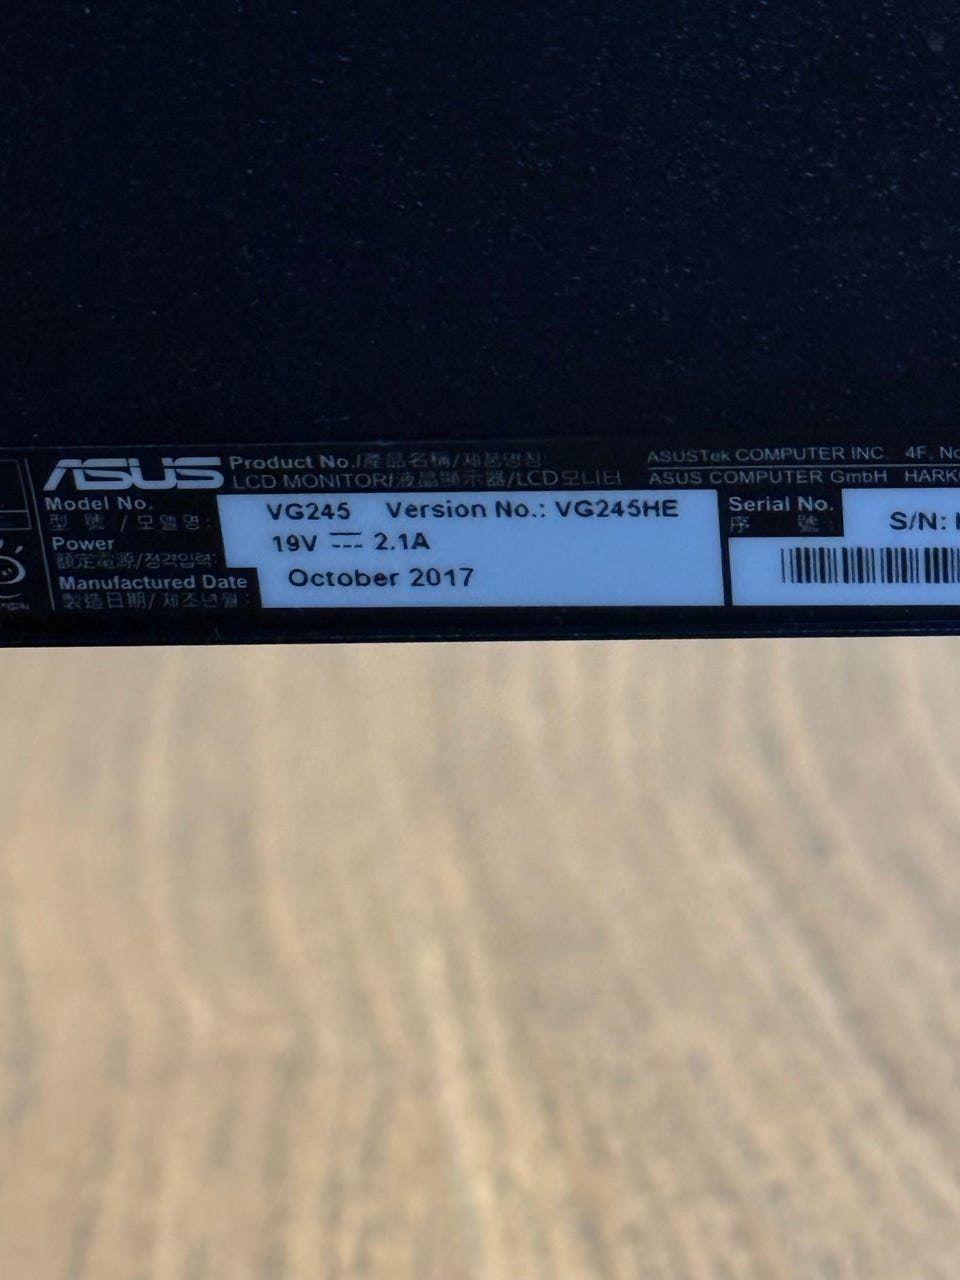 ASUS
Product No./產品名稱/제품명칭:
LCD MONITOR/液晶顯示器/LCD모니터
ASUSTek COMPUTER INC. 4F, No
ASUS COMPUTER GmbH HARKO
Model No.
型 號 / 모델명 :
VG245 Version No.: VG245HE
Serial No.
序 號 :
S/N:
Power
額定電源/정격입력:
19V 2.1A
Manufactured Date
製造日期/제조년월 :
October 2017